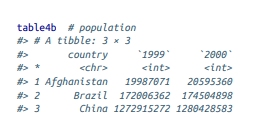 table4b # population
#> # A tibble: 3 × 3
#> country `1999` `2000`
#> * <chr> <int> <int>
#> 1 Afghanistan 19987071 20595360
#> 2 Brazil 172006362 174504898
#> 3 China 1272915272 1280428583